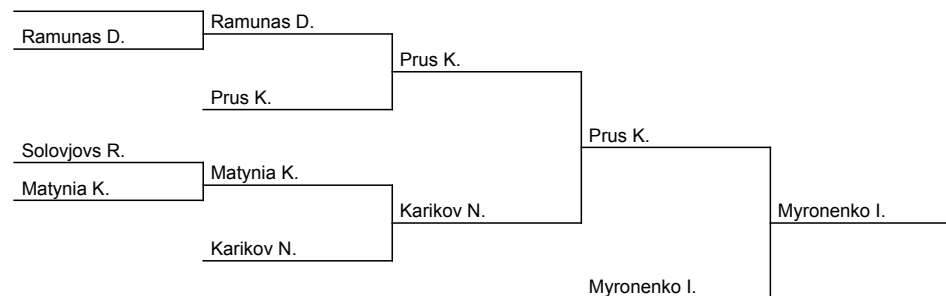 Ramunas D.
Ramunas D.
Prus K.
Prus K.
Prus K.
Solovjovs R.
Matynia K.
Matynia K.
Karikov N.
Myronenko I.
Karikov N.
Myronenko I.